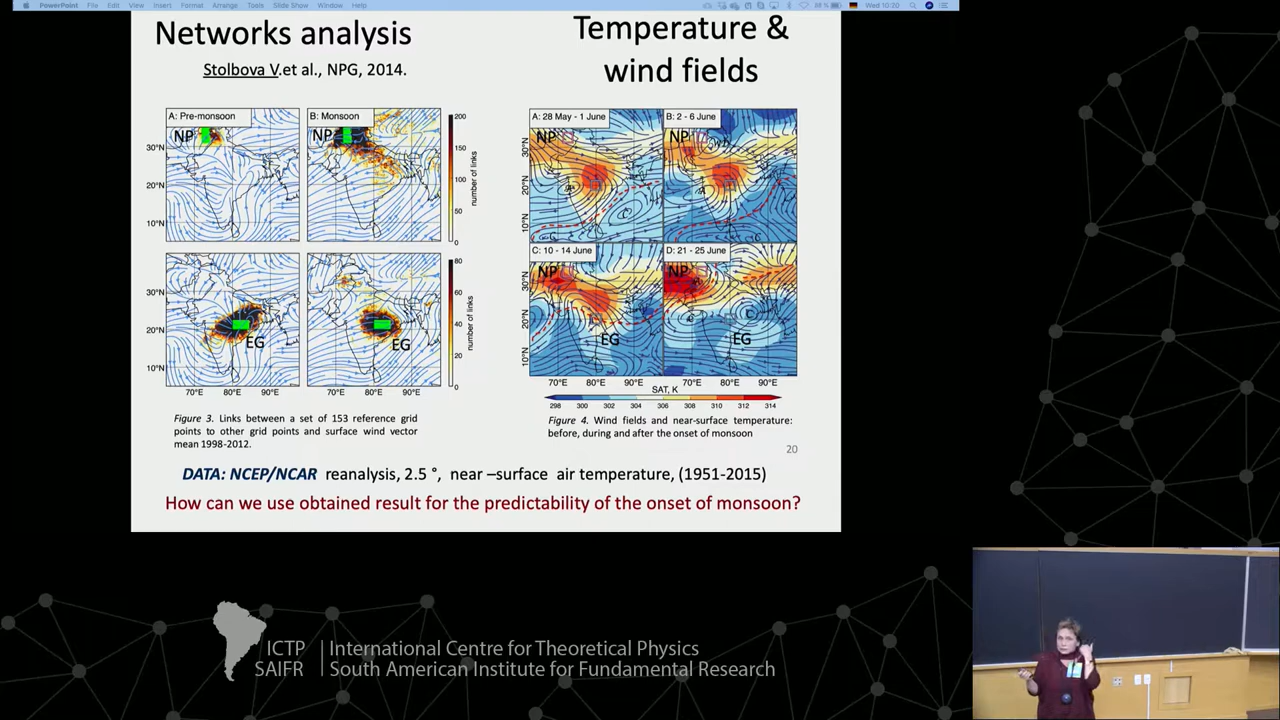 PowerPoint File Edit View Insert Format Arrange Tools Slide Show Window Help
Wed 10:20
Networks analysis
Stolbova V.et al., NPG, 2014.
Temperature &
wind fields
A: Pre-monsoon
B: Monsoon
NP
NP
30°N
20°N
10°N
200
150
100
50
0
number of links
30°N
20°N
10°N
EG
EG
80
60
40
20
0
number of links
70°E 80°E 90°E 70°E 80°E 90°E
Figure 3. Links between a set of 153 reference grid
points to other grid points and surface wind vector
mean 1998-2012.
A: 28 May - 1 June
B: 2 - 6 June
NP
NP
30°N
20°N
10°N
C: 10 - 14 June
D: 21 - 25 June
NP
NP
30°N
20°N
10°N
EG
EG
70°E 80°E 90°E 70°E 80°E 90°E
SAT, K
298 300 302 304 306 308 310 312 314
Figure 4. Wind fields and near-surface temperature:
before, during and after the onset of monsoon
20
DATA: NCEP/NCAR reanalysis, 2.5 °, near –surface air temperature, (1951-2015)
How can we use obtained result for the predictability of the onset of monsoon?
ICTP International Centre for Theoretical Physics
SAIFR South American Institute for Fundamental Research